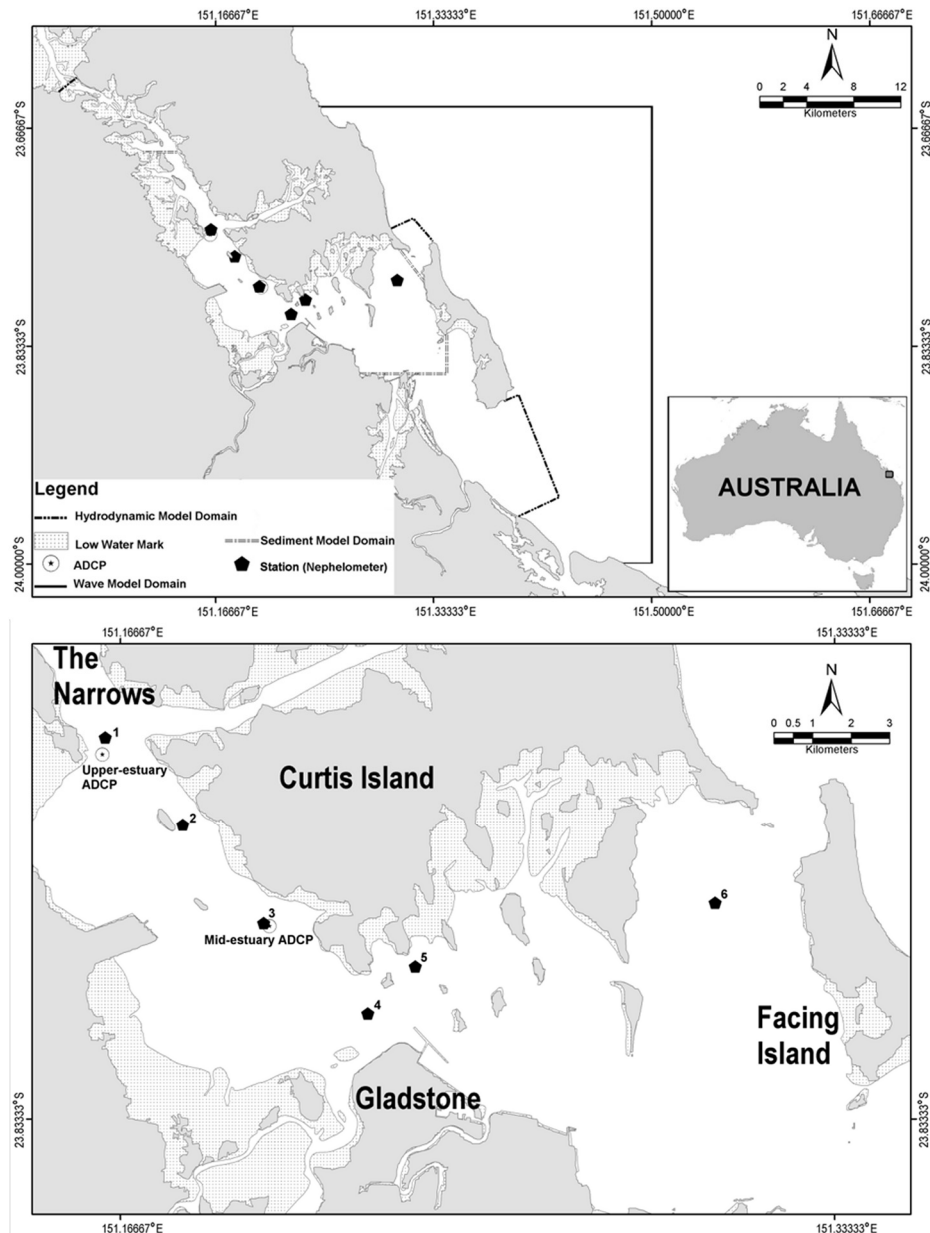 151.16667° E
151.33333° E
151.50000° E
151.66667° E
N
0 2 4 8 12
Kilometers
23.66667° S
23.66667° S
23.83333° S
23.83333° S
AUSTRALIA
Legend
Hydrodynamic Model Domain
Low Water Mark
Sediment Model Domain
ADCP
Station (Nephelometer)
Wave Model Domain
24.00000° S
24.00000° S
151.16667° E
151.33333° E
151.50000° E
151.66667° E
151.16667° E
151.33333° E
The
Narrows
N
0 0.5 1 2 3
Kilometers
1
Upper-estuary
ADCP
Curtis Island
2
6
3
Mid-estuary ADCP
5
4
Facing
Island
Gladstone
23.83333° S
23.83333° S
151.16667° E
151.33333° E